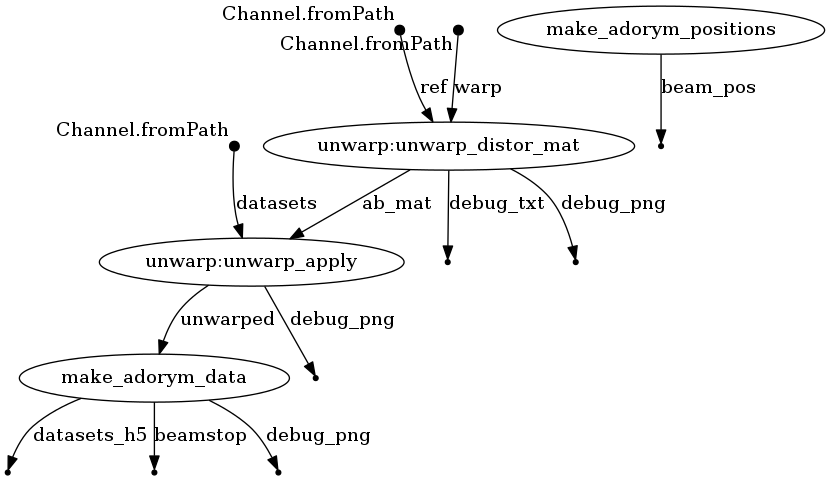 Channel.fromPath
Channel.fromPath
make_adorym_positions
ref
warp
beam_pos
Channel.fromPath
unwarp:unwarp_distor_mat
datasets
ab_mat
debug_txt
debug_png
unwarp:unwarp_apply
unwarped
debug_png
make_adorym_data
datasets_h5
beamstop
debug_png